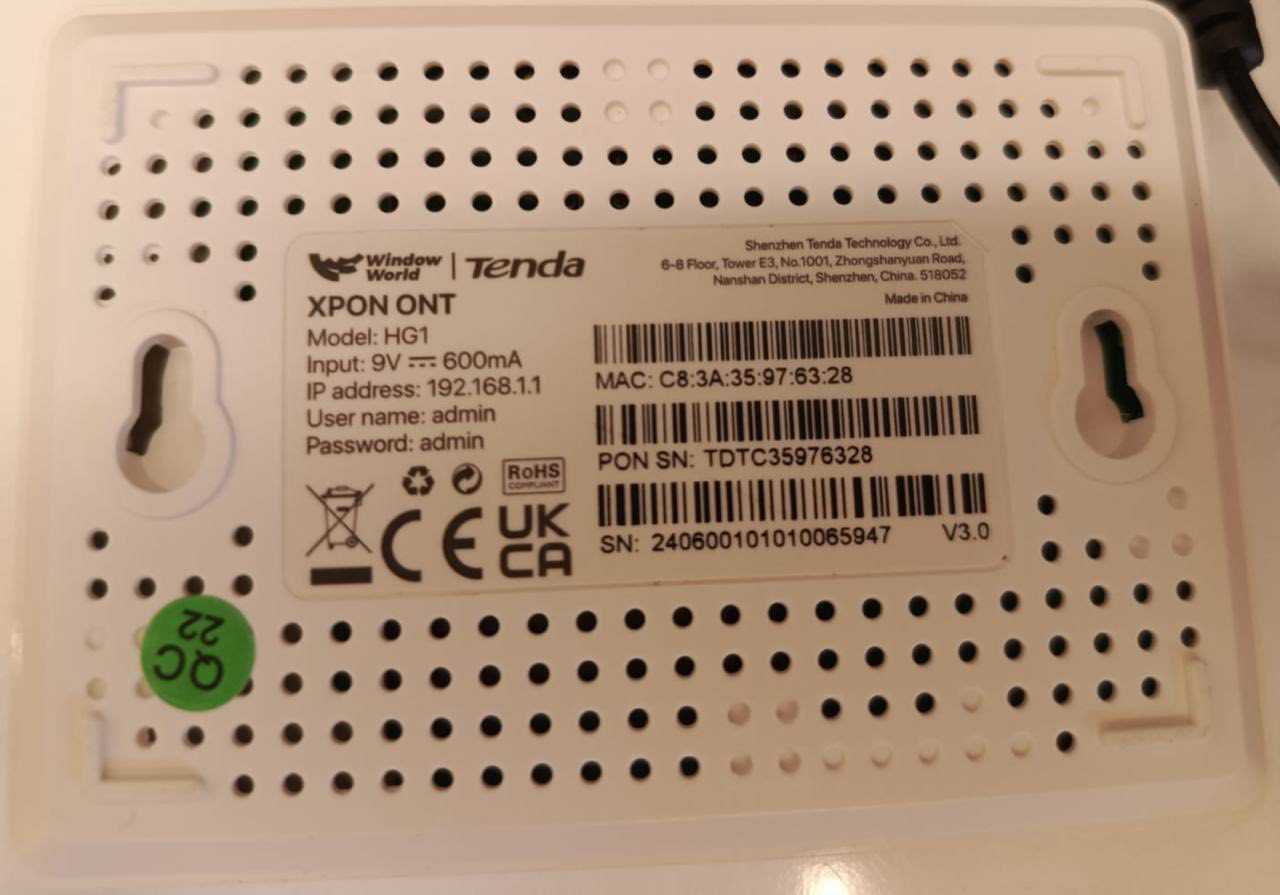 Window World | Tenda
XPON ONT
Model: HG1
Input: 9V ⎓ 600mA
IP address: 192.168.1.1
User name: admin
Password: admin
RoHS
COMPLIANT
CE UK CA
Shenzhen Tenda Technology Co., Ltd.
6-8 Floor, Tower E3, No.1001, Zhongshanyuan Road,
Nanshan District, Shenzhen, China. 518052
Made in China
MAC: C8:3A:35:97:63:28
PON SN: TDTC35976328
SN: 240600101010065947 V3.0
QC
22